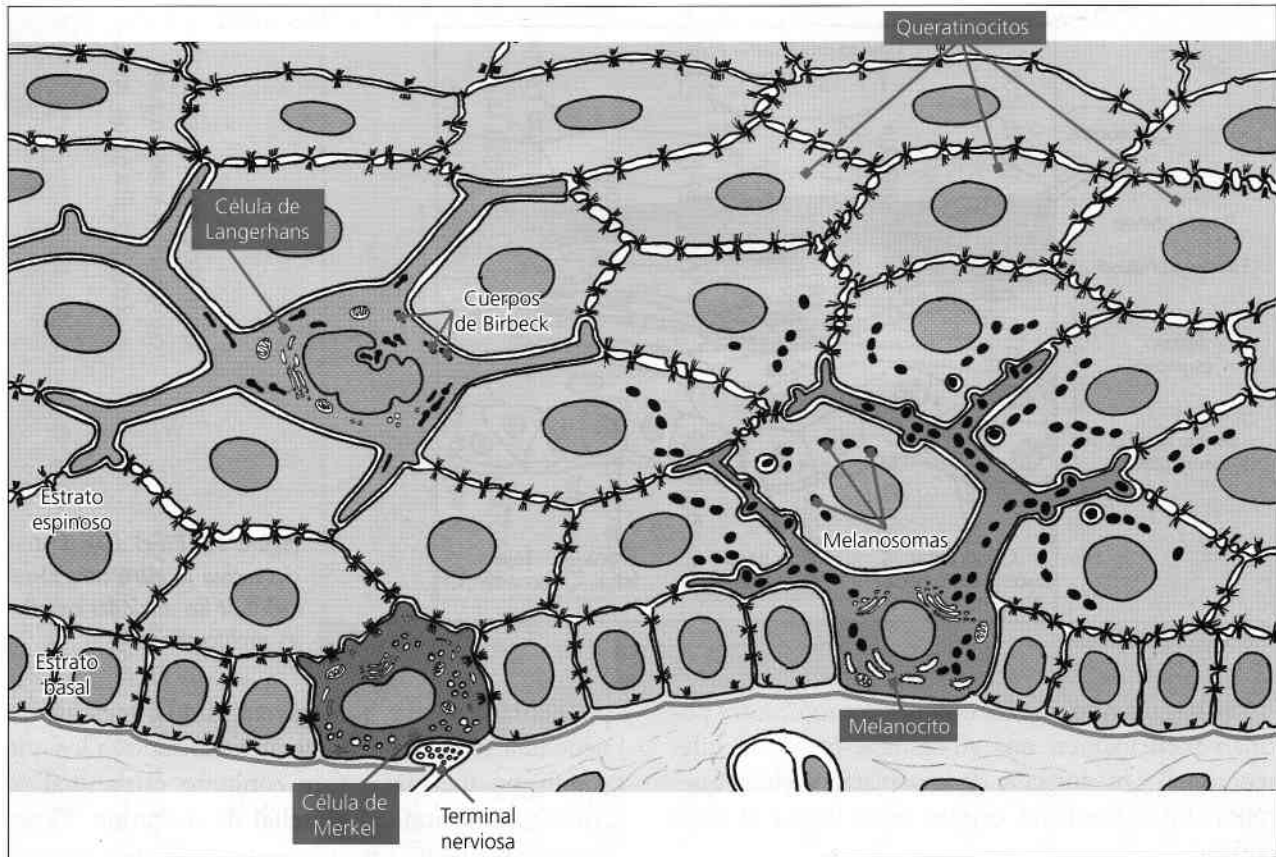 Queratinocitos
Célula de
Langerhans
Cuerpos
de Birbeck
Estrato
espinoso
Melanosomas
Estrato
basal
Melanocito
Célula de
Merkel
Terminal
nerviosa